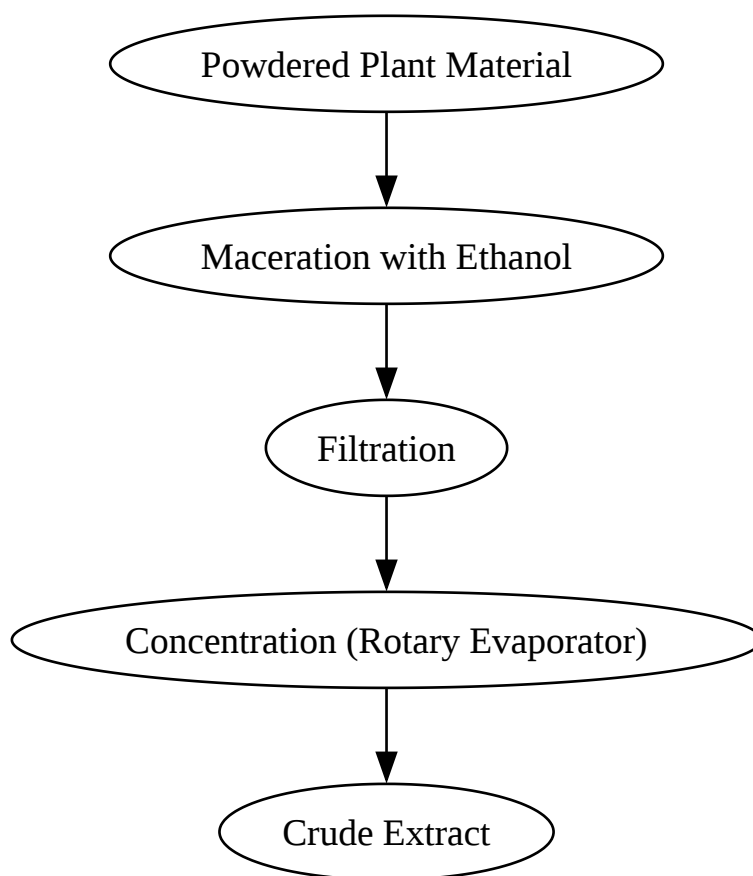 Powdered Plant Material
Maceration with Ethanol
Filtration
Concentration (Rotary Evaporator)
Crude Extract